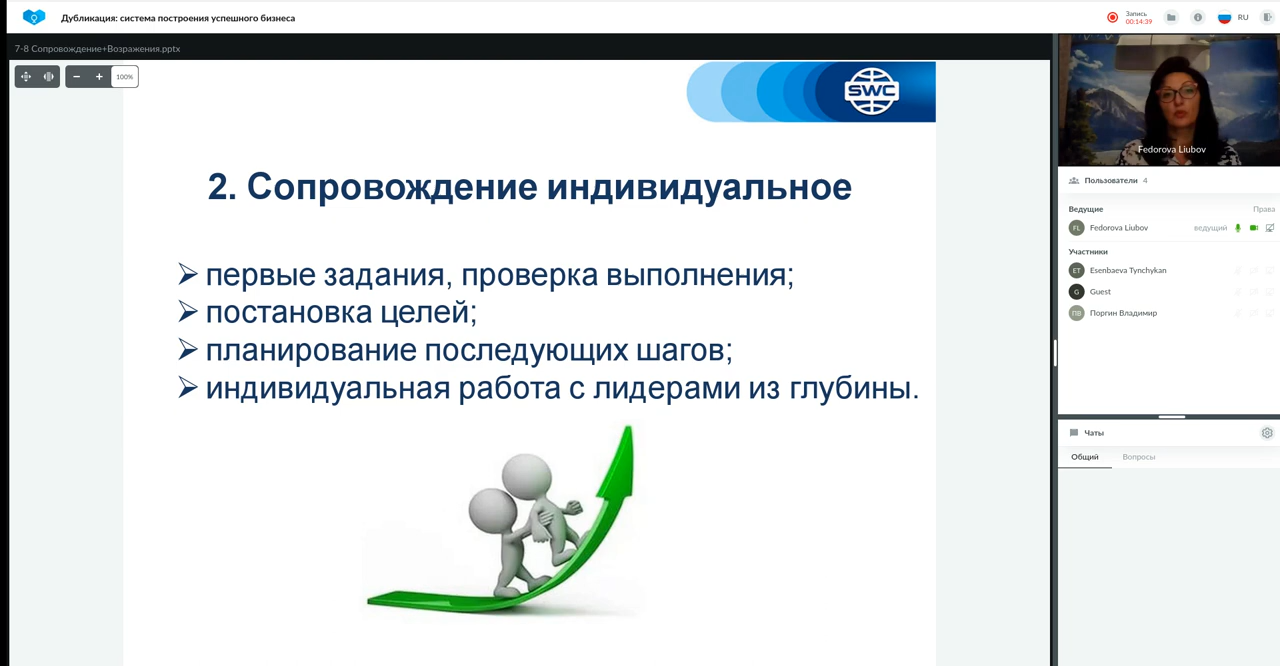 Дубликация: система построения успешного бизнеса
Запись
00:14:39
RU
7-8 Сопровождение+Возражения.pptx
100%
SWC
2. Сопровождение индивидуальное
первые задания, проверка выполнения;
постановка целей;
планирование последующих шагов;
индивидуальная работа с лидерами из глубины.
Fedorova Liubov
Пользователи 4
Ведущие Права
FL Fedorova Liubov ведущий
Участники
ET Esenbaeva Tynchykan
G Guest
ПВ Поргин Владимир
Чаты
Общий Вопросы